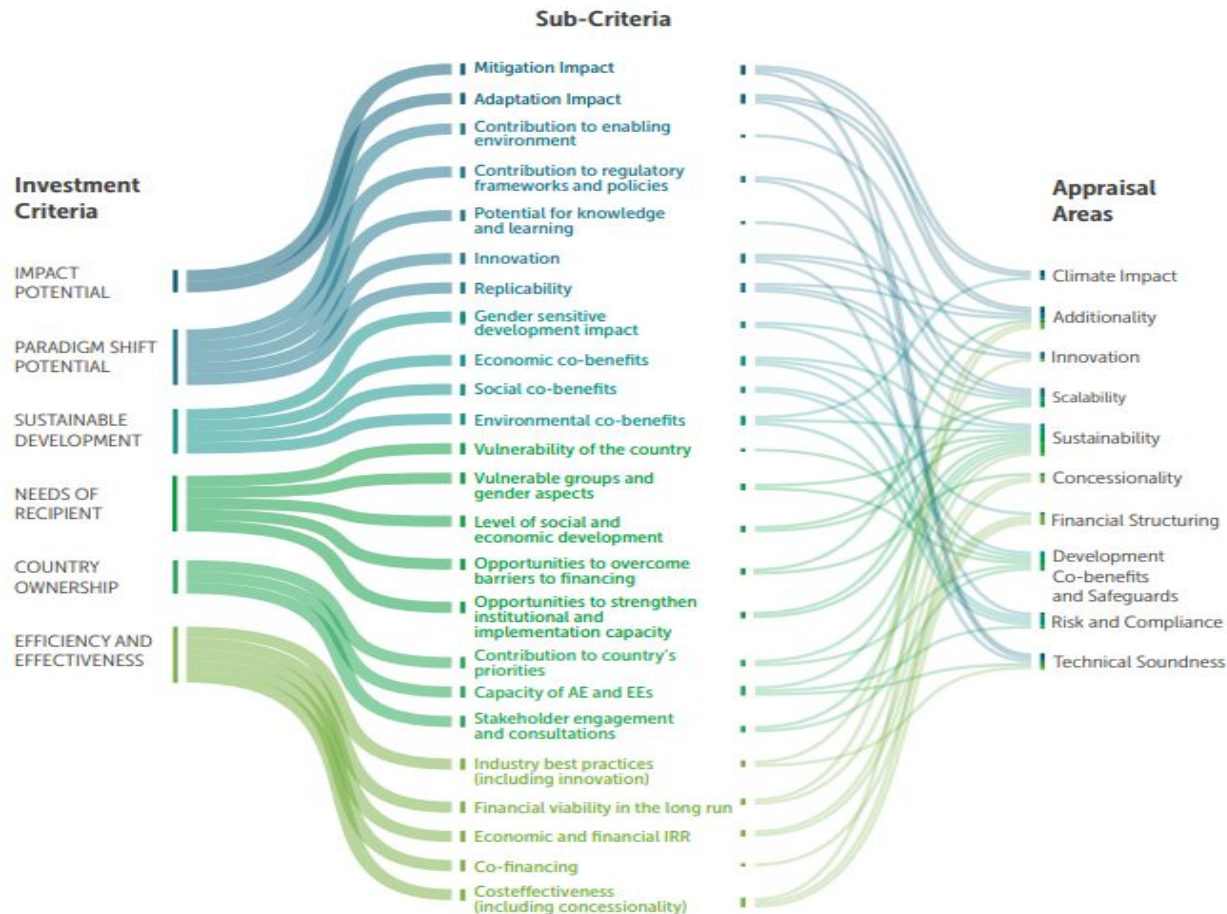 Sub-Criteria
Investment
Criteria
IMPACT
POTENTIAL
PARADIGM SHIFT
POTENTIAL
SUSTAINABLE
DEVELOPMENT
NEEDS OF
RECIPIENT
COUNTRY
OWNERSHIP
EFFICIENCY AND
EFFECTIVENESS
Mitigation Impact
Adaptation Impact
Contribution to enabling
environment
Contribution to regulatory
frameworks and policies
Potential for knowledge
and learning
Innovation
Replicability
Gender sensitive
development impact
Economic co-benefits
Social co-benefits
Environmental co-benefits
Vulnerability of the country
Vulnerable groups and
gender aspects
Level of social and
economic development
Opportunities to overcome
barriers to financing
Opportunities to strengthen
institutional and
implementation capacity
Contribution to country's
priorities
Capacity of AE and EEs
Stakeholder engagement
and consultations
Industry best practices
(including innovation)
Financial viability in the long run
Economic and financial IRR
Co-financing
Costeffectiveness
(including concessionality)
Appraisal
Areas
Climate Impact
Additionality
Innovation
Scalability
Sustainability
Concessionality
Financial Structuring
Development
Co-benefits
and Safeguards
Risk and Compliance
Technical Soundness